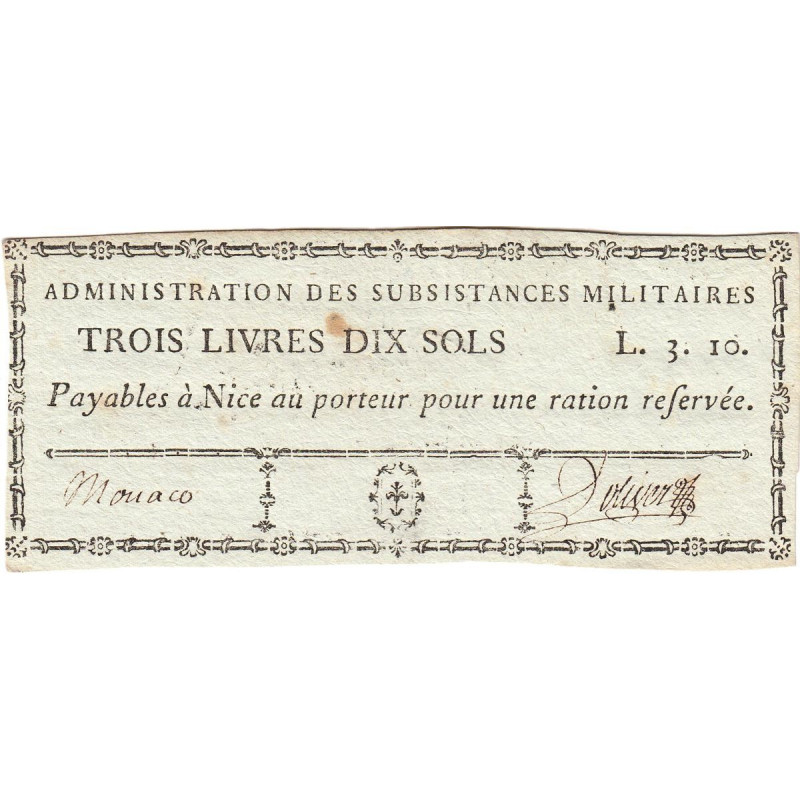 ADMINISTRATION DES SUBSISTANCES MILITAIRES
TROIS LIVRES DIX SOLS L. 3. 10.
Payables à Nice au porteur pour une ration reſervée.
Monaco